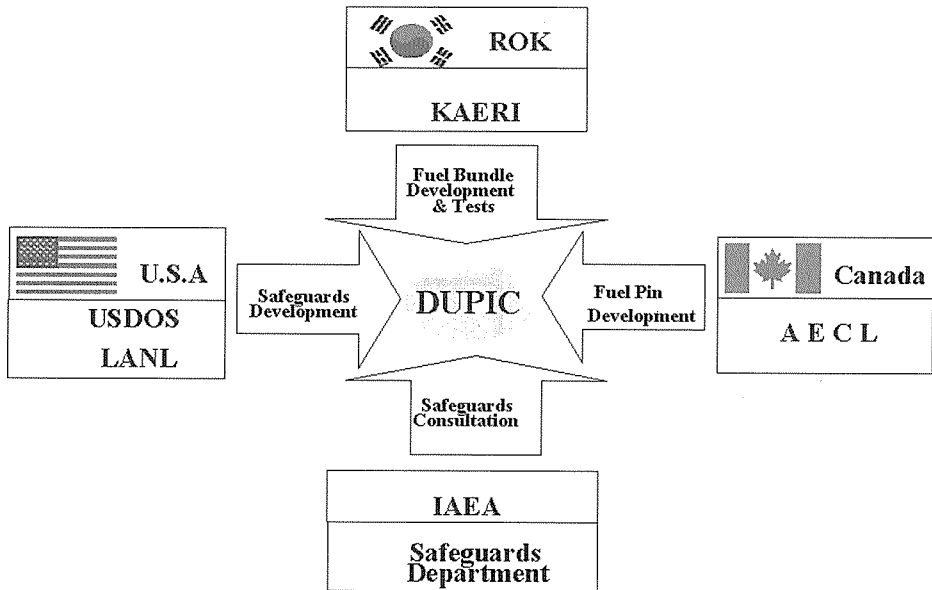 ROK
KAERI
Fuel Bundle
Development
& Tests
U.S.A
USDOS
LANL
Safeguards
Development
DUPIC
Fuel Pin
Development
Canada
A E C L
Safeguards
Consultation
IAEA
Safeguards
Department